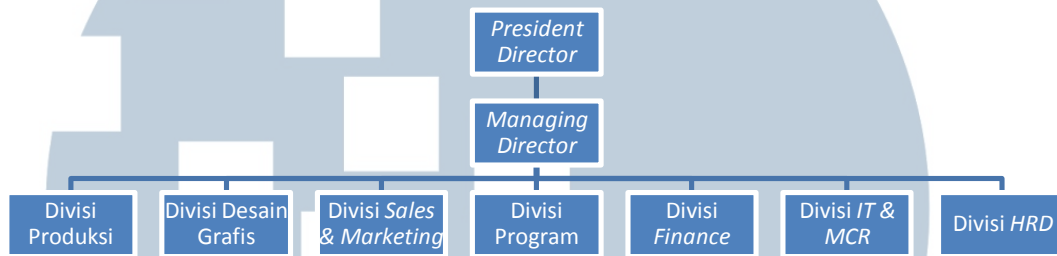 President
Director
Managing
Director
Divisi
Produksi
Divisi Desain
Grafis
Divisi Sales
& Marketing
Divisi
Program
Divisi
Finance
Divisi IT &
MCR
Divisi HRD